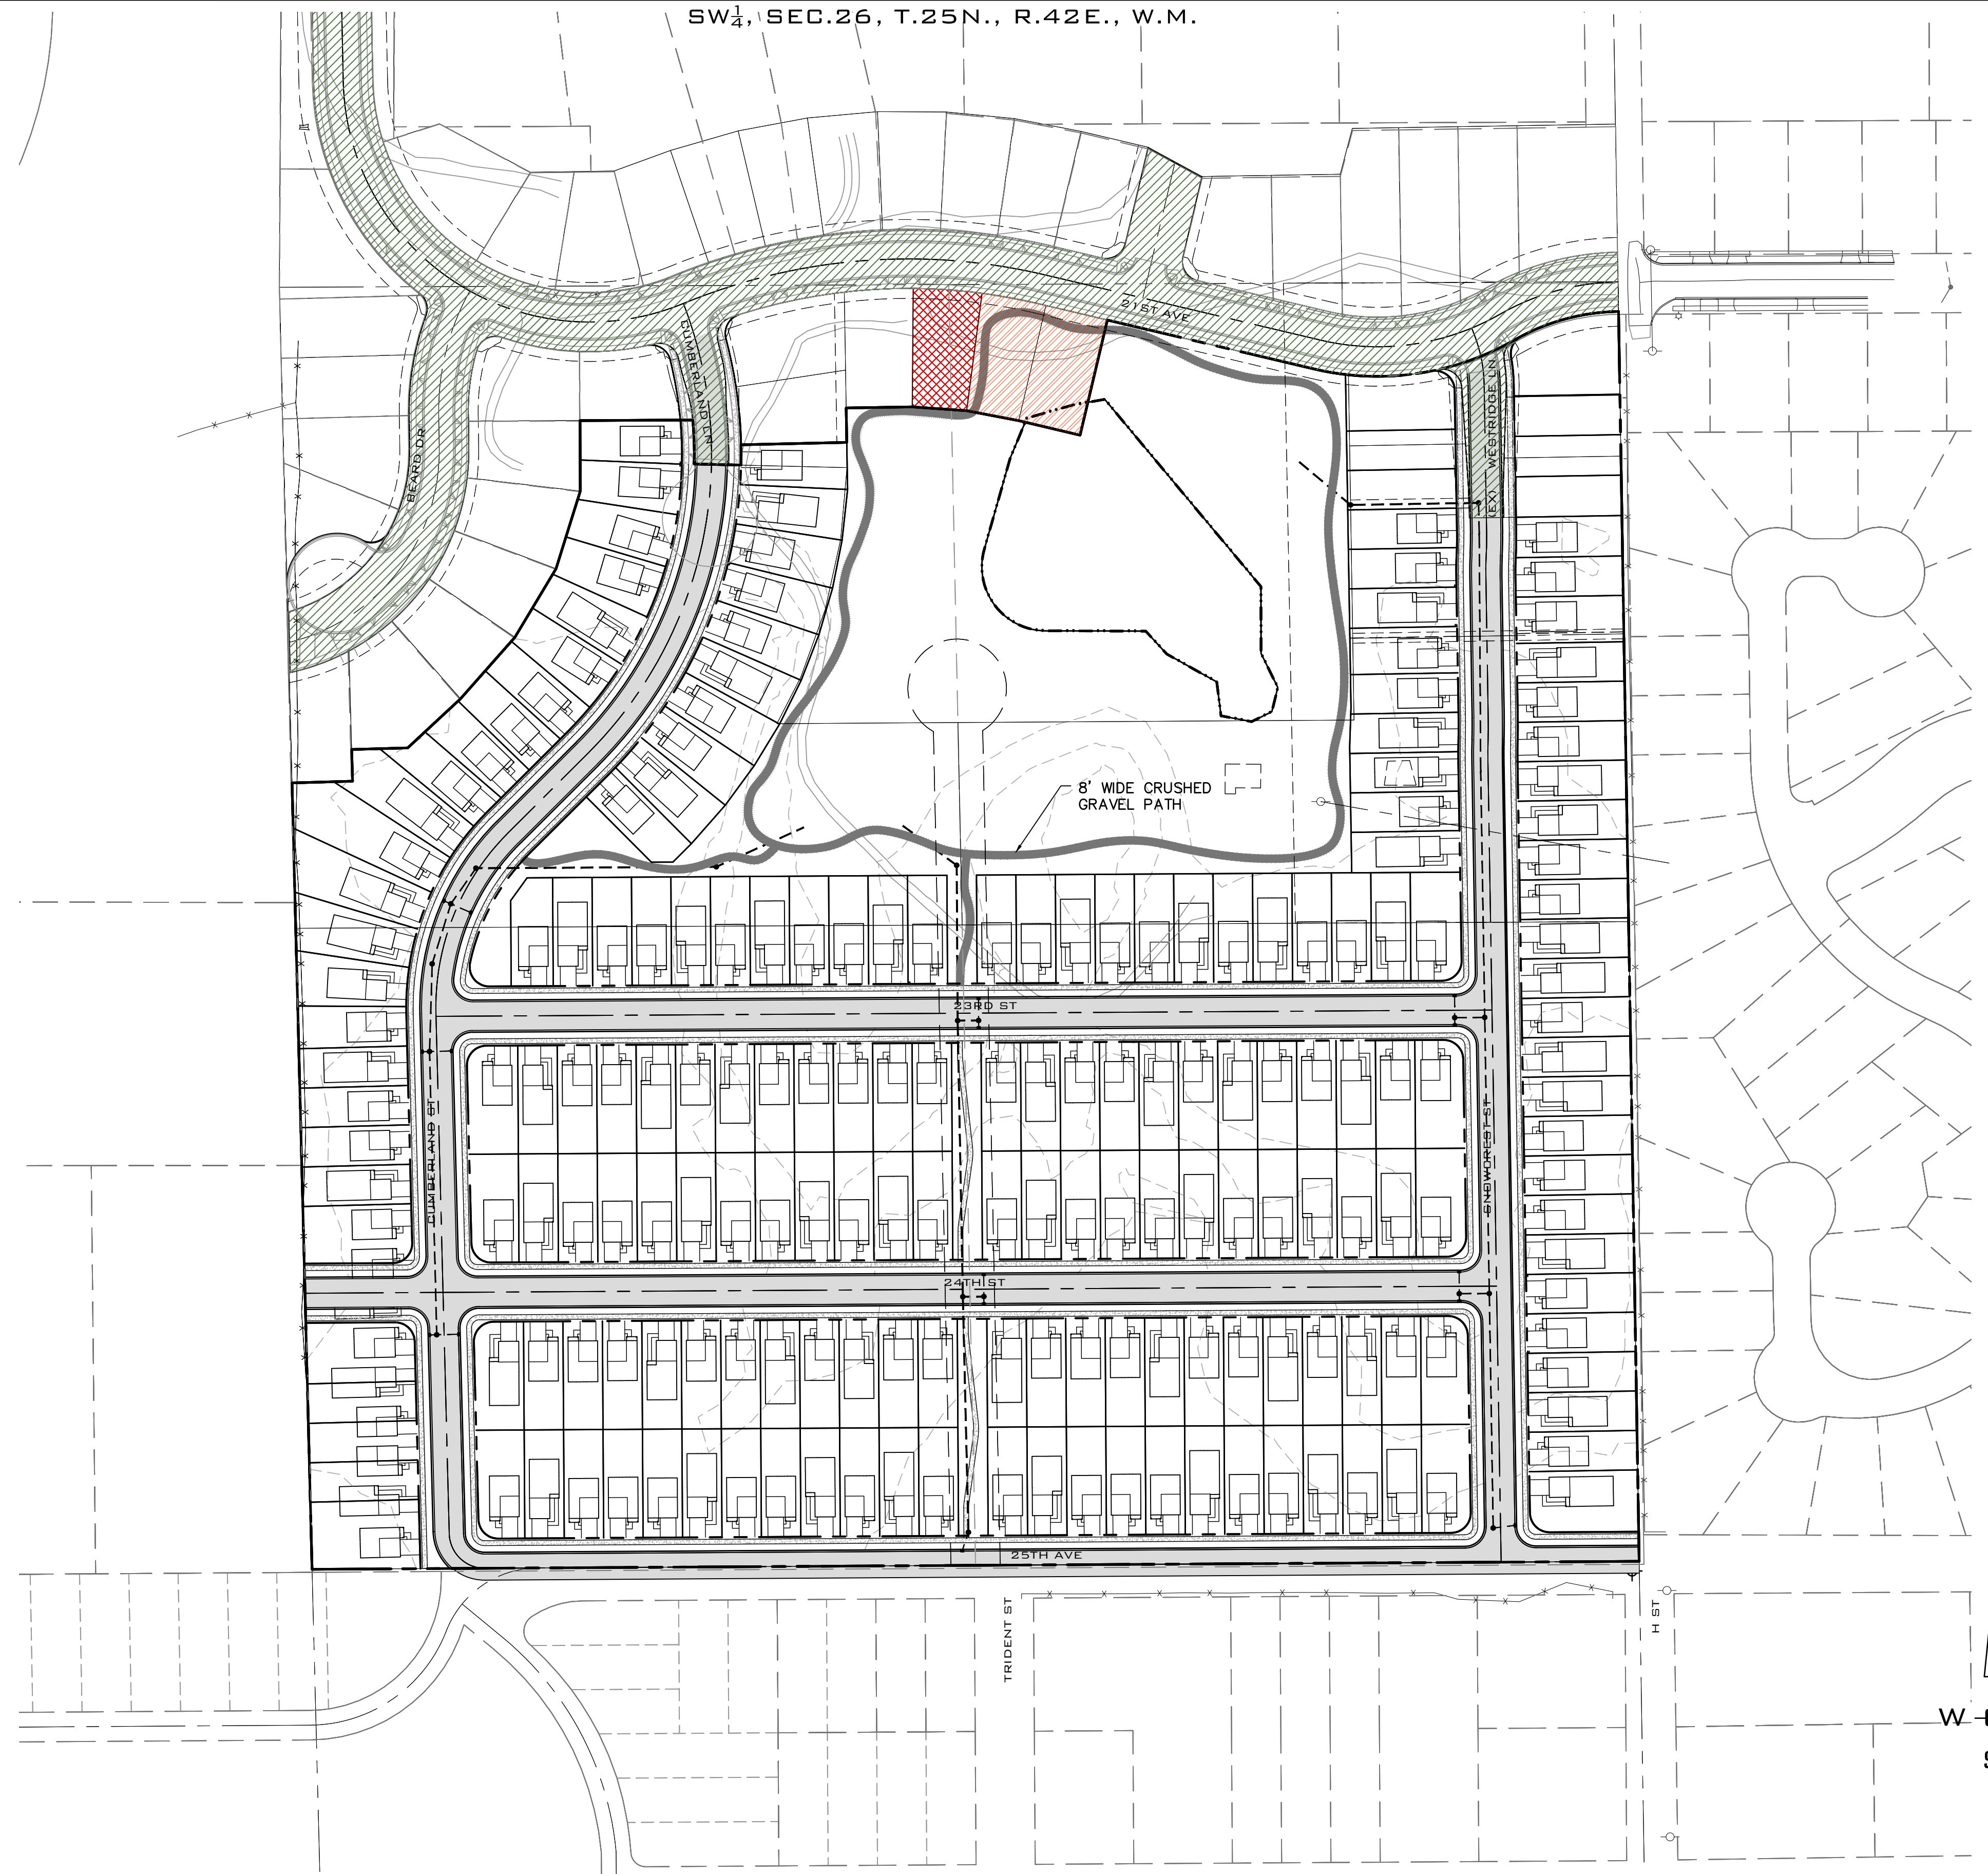 SW¼, SEC.26, T.25N., R.42E., W.M.
21ST AVE
CUMBERLAND LN
(EX) WESTRIDGE LN
BEARD DR
8' WIDE CRUSHED
GRAVEL PATH
23RD ST
CUMBERLAND ST
SNOWCREST ST
24TH ST
25TH AVE
TRIDENT ST
H ST
W
S